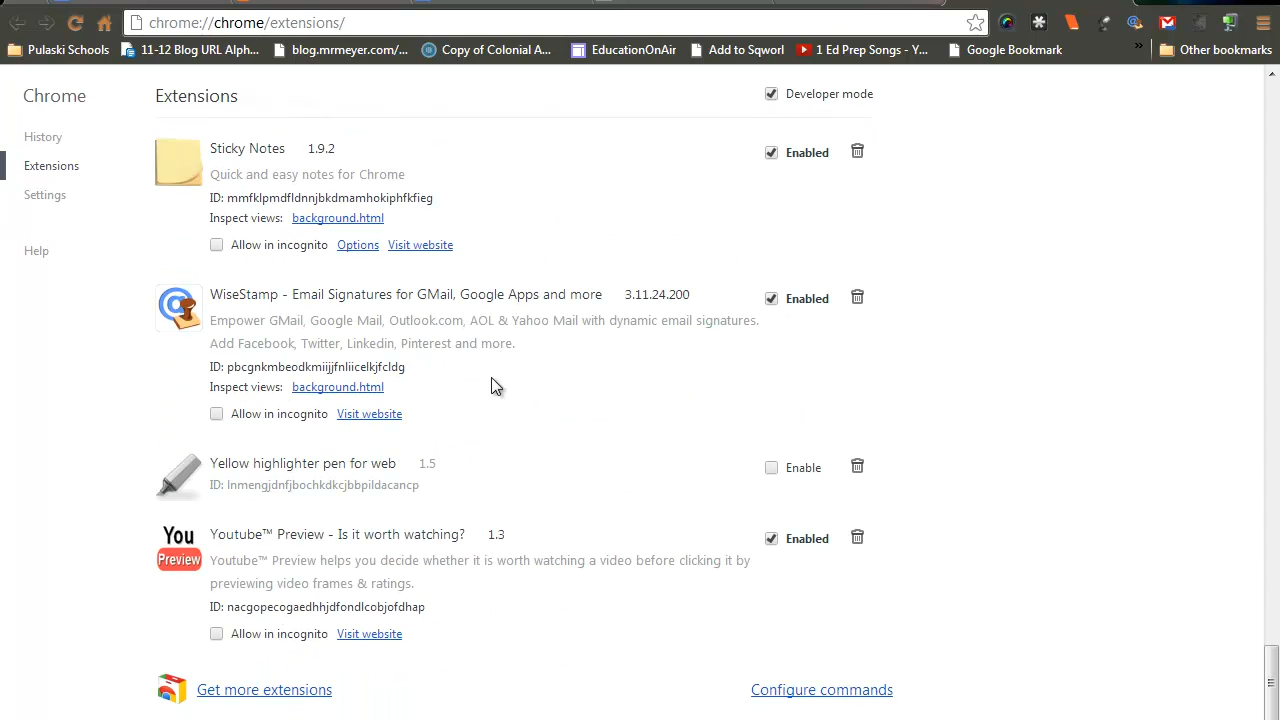 chrome://chrome/extensions/
Pulaski Schools 11-12 Blog URL Alph... blog.mrmeyer.com/... Copy of Colonial A... EducationOnAir Add to Sqworl 1 Ed Prep Songs - Y... Google Bookmark » Other bookmarks
Chrome
History
Extensions
Settings
Help
Extensions Developer mode
Sticky Notes 1.9.2 Enabled
Quick and easy notes for Chrome
ID: mmfklpmdfldnnjbkdmamhokiphfkfieg
Inspect views: background.html
Allow in incognito Options Visit website
WiseStamp - Email Signatures for GMail, Google Apps and more 3.11.24.200 Enabled
Empower GMail, Google Mail, Outlook.com, AOL & Yahoo Mail with dynamic email signatures.
Add Facebook, Twitter, Linkedin, Pinterest and more.
ID: pbcgnkmbeodkmiijjfnliicelkjfcldg
Inspect views: background.html
Allow in incognito Visit website
Yellow highlighter pen for web 1.5 Enable
ID: lnmengjdnfjbochkdkcjbbpildacancp
You
Preview
Youtube™ Preview - Is it worth watching? 1.3 Enabled
Youtube™ Preview helps you decide whether it is worth watching a video before clicking it by
previewing video frames & ratings.
ID: nacgopecogaedhhjdfondlcobjofdhap
Allow in incognito Visit website
Get more extensions Configure commands